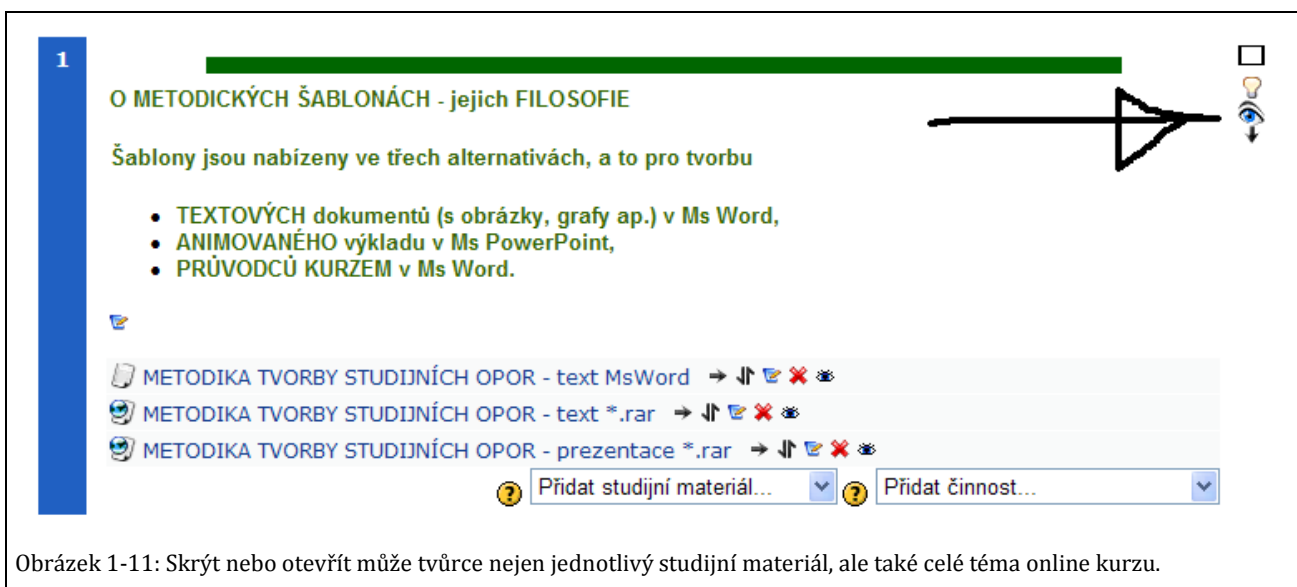 1
O METODICKÝCH ŠABLONÁCH - jejich FILOSOFIE
Šablony jsou nabízeny ve třech alternativách, a to pro tvorbu
• TEXTOVÝCH dokumentů (s obrázky, grafy ap.) v Ms Word,
• ANIMOVANÉHO výkladu v Ms PowerPoint,
• PRŮVODCŮ KURZEM v Ms Word.
METODIKA TVORBY STUDIJNÍCH OPOR - text MsWord
METODIKA TVORBY STUDIJNÍCH OPOR - text *.rar
METODIKA TVORBY STUDIJNÍCH OPOR - prezentace *.rar
? Přidat studijní materiál... ? Přidat činnost...
Obrázek 1-11: Skrýt nebo otevřít může tvůrce nejen jednotlivý studijní materiál, ale také celé téma online kurzu.